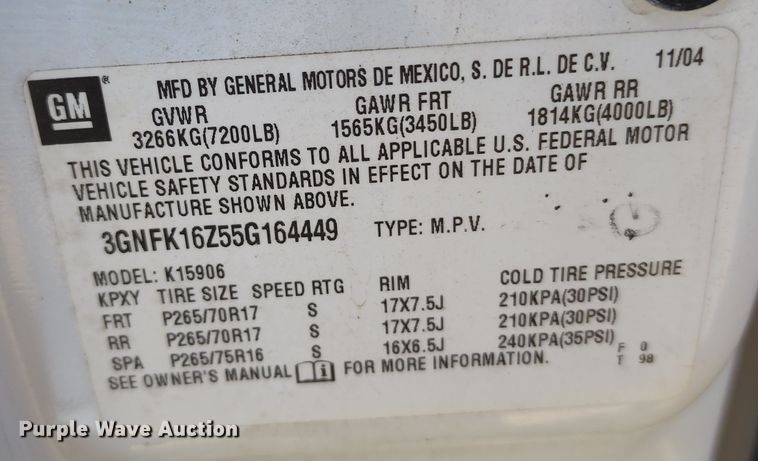 GM ®
MFD BY GENERAL MOTORS DE MEXICO, S. DE R.L. DE C.V. 11/04
GVWR GAWR FRT GAWR RR
3266KG(7200LB) 1565KG(3450LB) 1814KG(4000LB)
THIS VEHICLE CONFORMS TO ALL APPLICABLE U.S. FEDERAL MOTOR
VEHICLE SAFETY STANDARDS IN EFFECT ON THE DATE OF
MANUFACTURE SHOWN ABOVE.
3GNFK16Z55G164449 TYPE: M.P.V.
MODEL: K15906
KPXY TIRE SIZE SPEED RTG RIM COLD TIRE PRESSURE
FRT P265/70R17 S 17X7.5J 210KPA(30PSI)
RR P265/70R17 S 17X7.5J 210KPA(30PSI)
SPA P265/75R16 S 16X6.5J 240KPA(35PSI)
F 0
T 98
SEE OWNER'S MANUAL i FOR MORE INFORMATION.
Purple Wave Auction